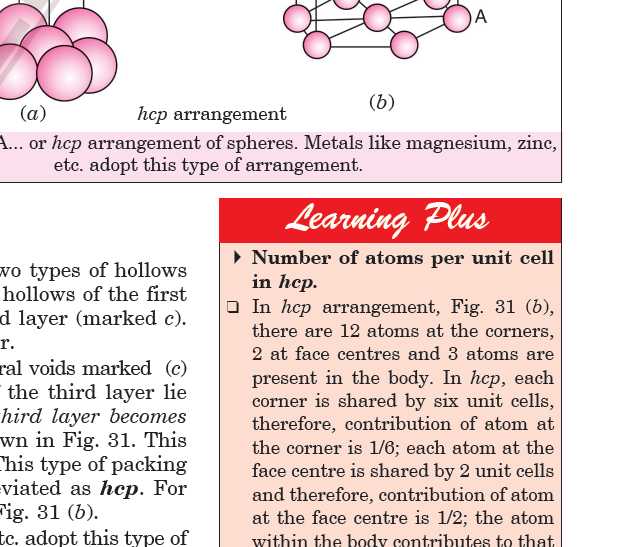 A
(a)
hcp arrangement
(b)
A... or hcp arrangement of spheres. Metals like magnesium, zinc,
etc. adopt this type of arrangement.
wo types of hollows
hollows of the first
d layer (marked c).
r.
ral voids marked (c)
the third layer lie
third layer becomes
wn in Fig. 31. This
This type of packing
eviated as hcp. For
Fig. 31 (b).
tc. adopt this type of
Learning Plus
Number of atoms per unit cell
in hcp.
In hcp arrangement, Fig. 31 (b),
there are 12 atoms at the corners,
2 at face centres and 3 atoms are
present in the body. In hcp, each
corner is shared by six unit cells,
therefore, contribution of atom at
the corner is 1/6; each atom at the
face centre is shared by 2 unit cells
and therefore, contribution of atom
at the face centre is 1/2; the atom
within the body contributes to that